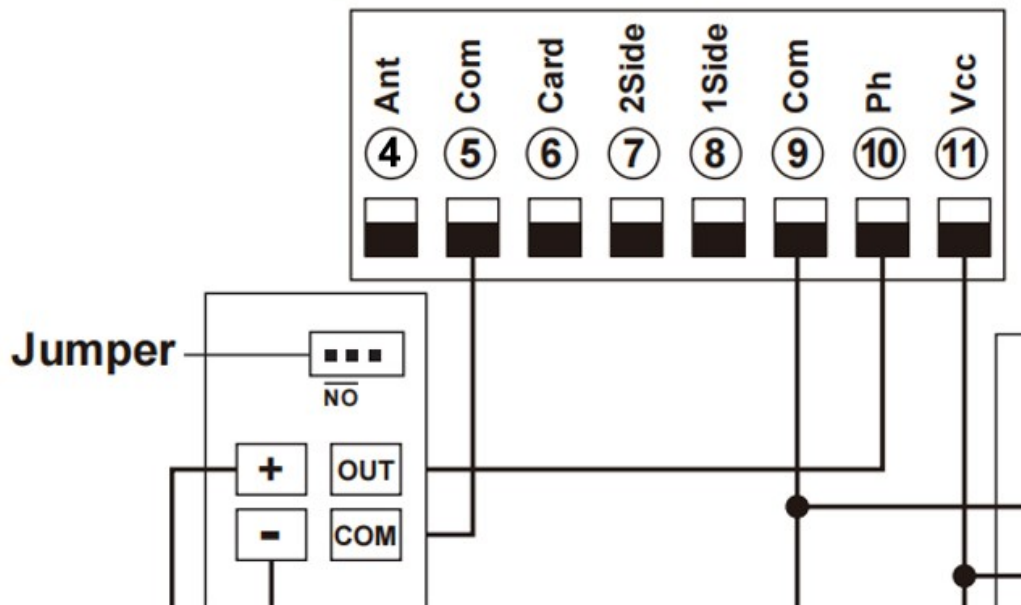 Ant Com Card 2Side 1Side Com Ph Vcc
4 5 6 7 8 9 10 11
Jumper
NO
+ OUT
- COM